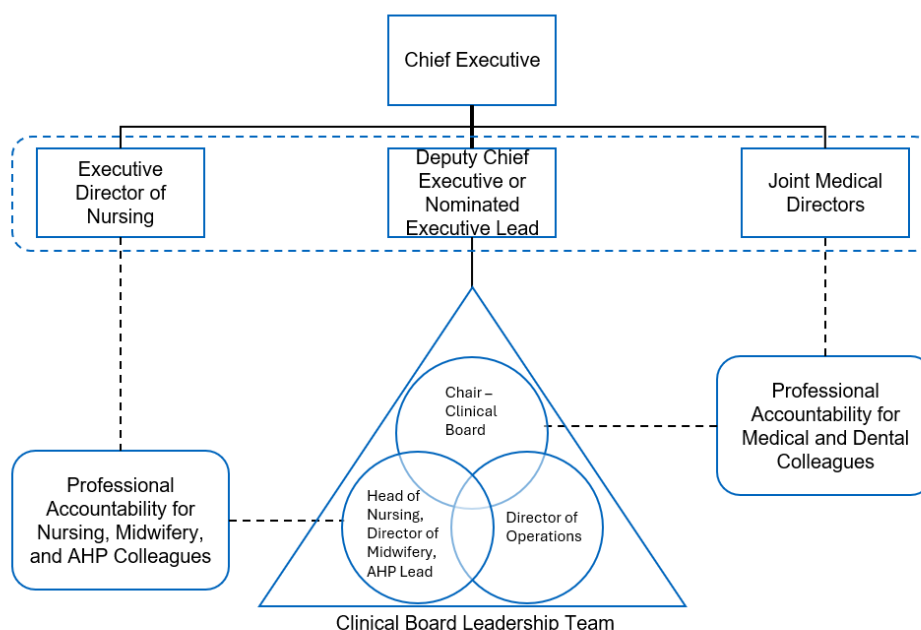 Chief Executive
Executive
Director of
Nursing
Deputy Chief
Executive or
Nominated
Executive Lead
Joint Medical
Directors
Chair –
Clinical
Board
Professional
Accountability for
Medical and Dental
Colleagues
Professional
Accountability for
Nursing, Midwifery,
and AHP Colleagues
Head of
Nursing,
Director of
Midwifery,
AHP Lead
Director of
Operations
Clinical Board Leadership Team